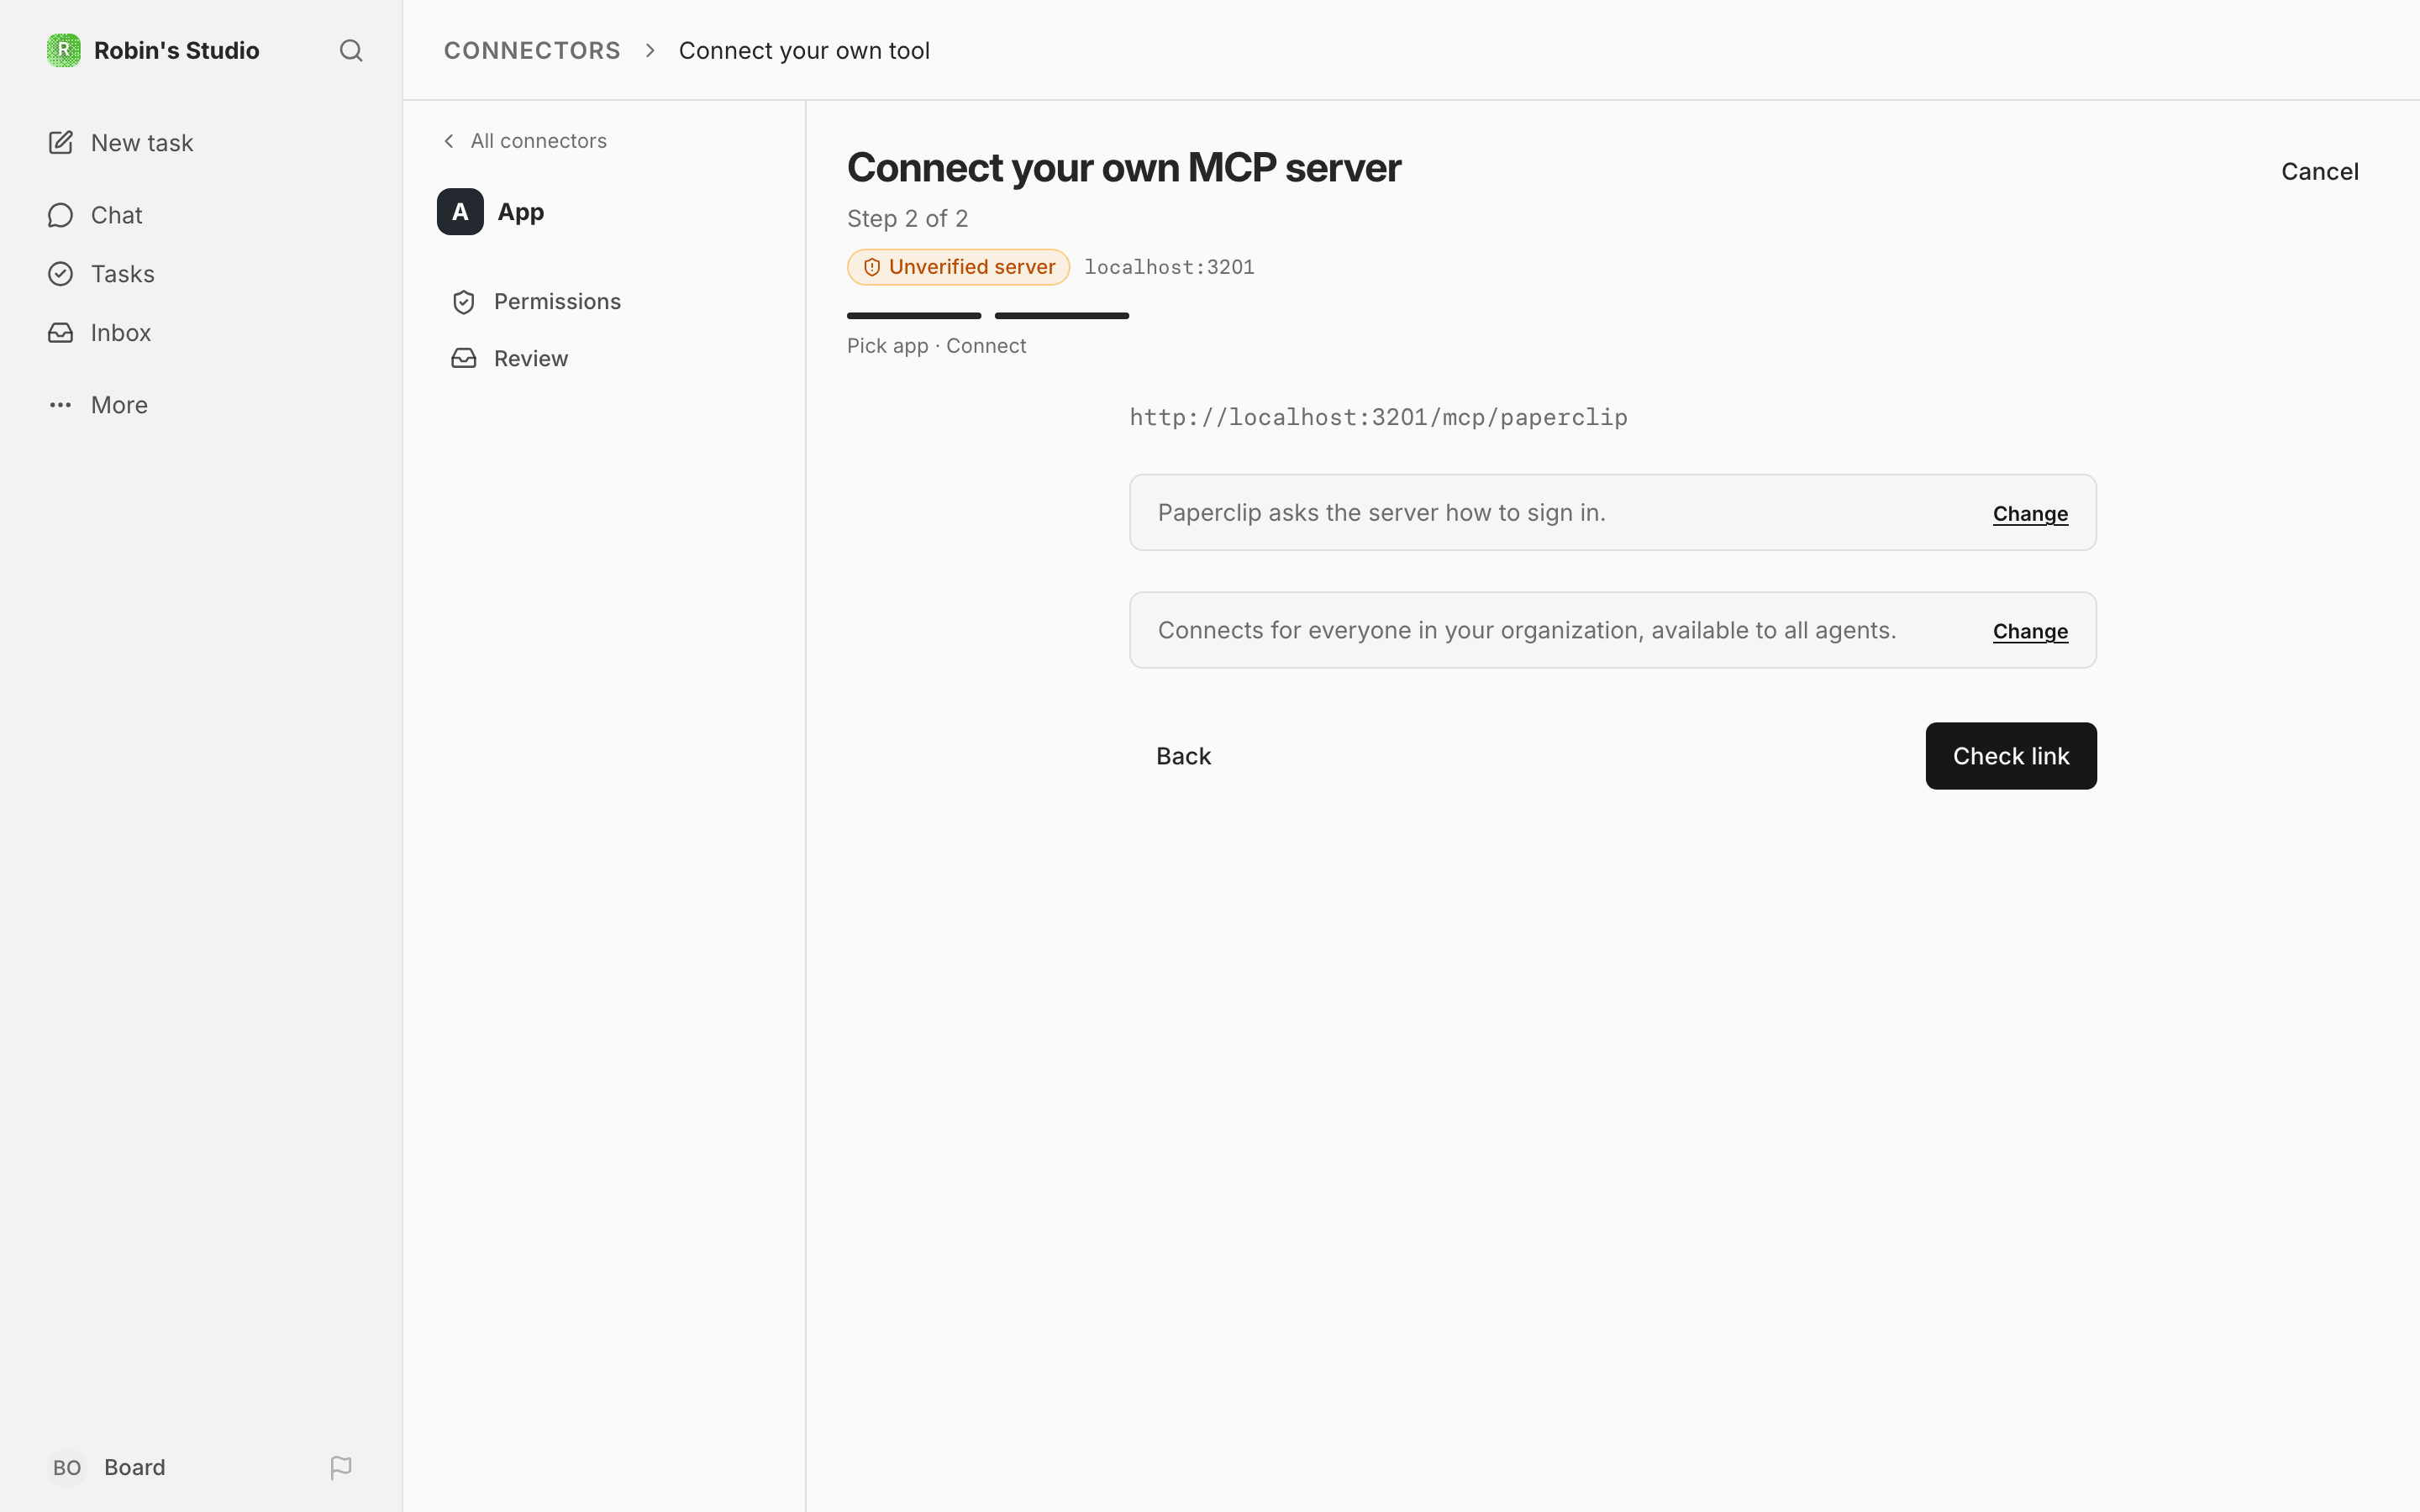 R Robin's Studio
New task
Chat
Tasks
Inbox
More
BO Board
CONNECTORS > Connect your own tool
All connectors
A App
Permissions
Review
Connect your own MCP server
Cancel
Step 2 of 2
Unverified server localhost:3201
Pick app · Connect
http://localhost:3201/mcp/paperclip
Paperclip asks the server how to sign in. Change
Connects for everyone in your organization, available to all agents. Change
Back
Check link